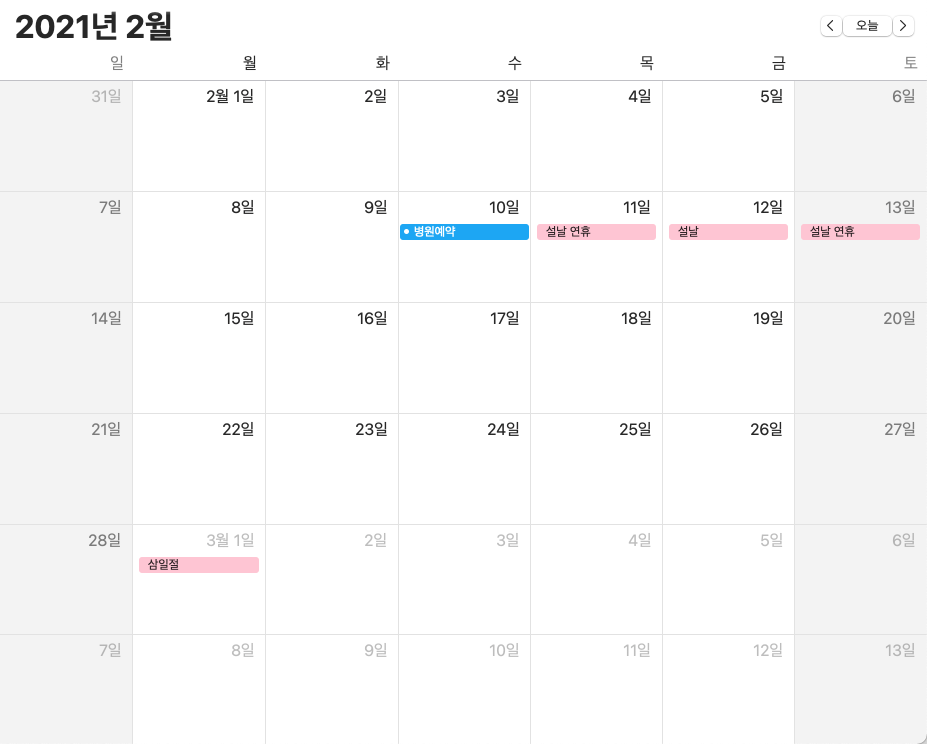 2021년 2월
오늘
일 월 화 수 목 금 토
31일 2월 1일 2일 3일 4일 5일 6일
7일 8일 9일 10일 11일 12일 13일
병원예약 설날 연휴 설날 설날 연휴
14일 15일 16일 17일 18일 19일 20일
21일 22일 23일 24일 25일 26일 27일
28일 3월 1일 2일 3일 4일 5일 6일
삼일절
7일 8일 9일 10일 11일 12일 13일